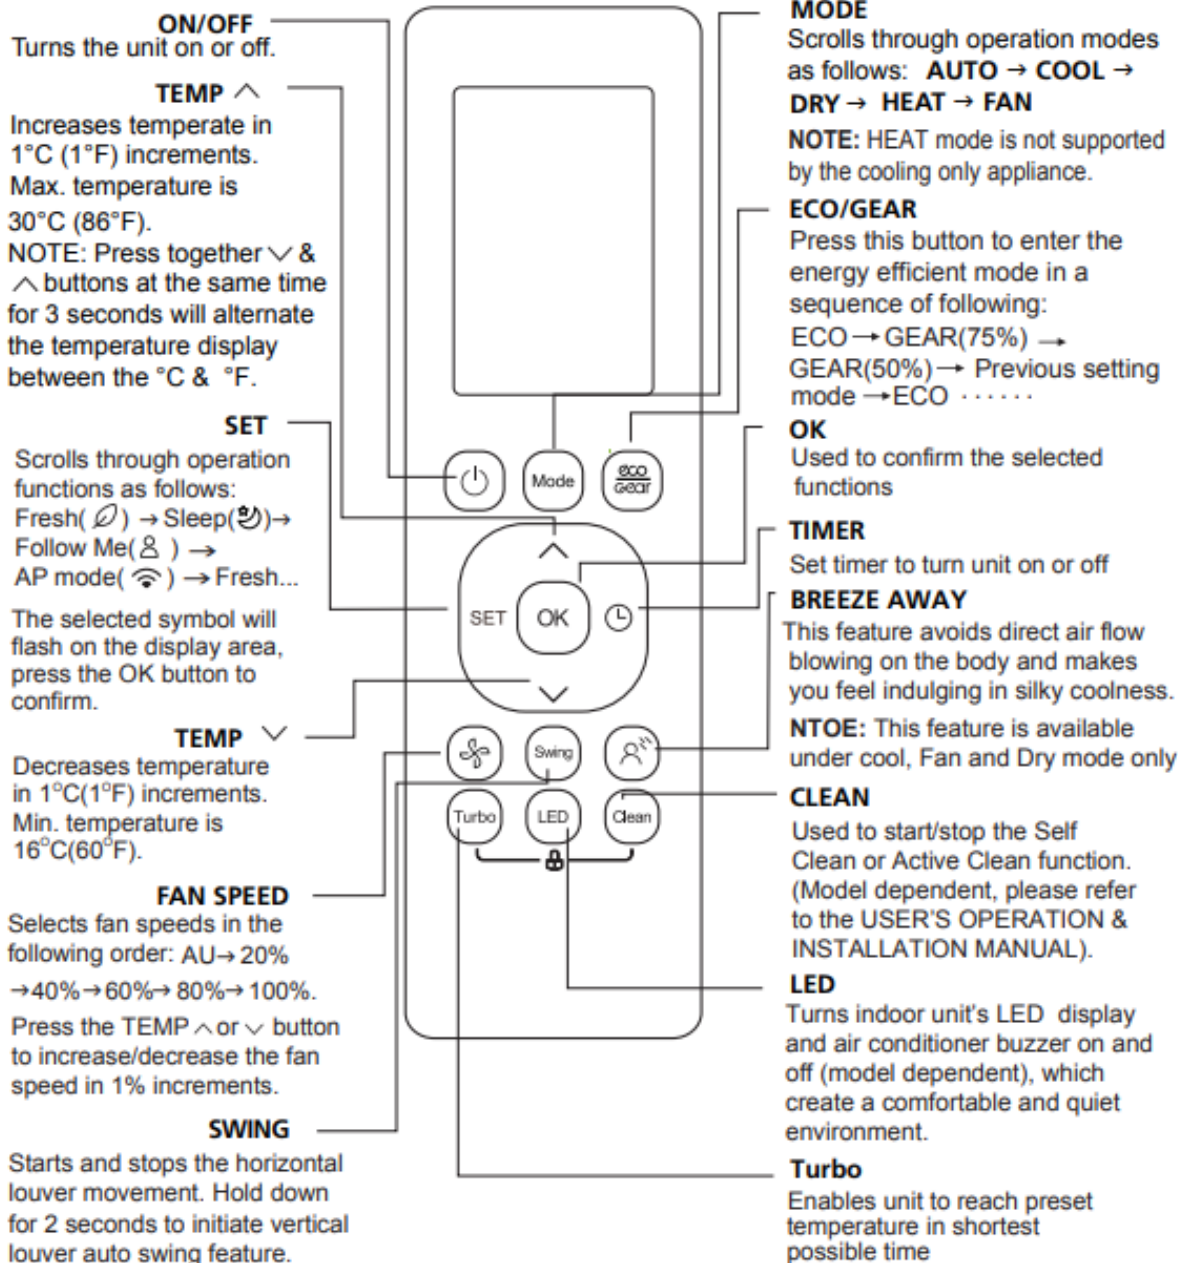 ON/OFF
Turns the unit on or off.
TEMP ︿
Increases temperate in
1°C (1°F) increments.
Max. temperature is
30°C (86°F).
NOTE: Press together ﹀ &
︿ buttons at the same time
for 3 seconds will alternate
the temperature display
between the °C & °F.
SET
Scrolls through operation
functions as follows:
Fresh( ) → Sleep( ) →
Follow Me( ) →
AP mode( ) → Fresh...
The selected symbol will
flash on the display area,
press the OK button to
confirm.
TEMP ﹀
Decreases temperature
in 1°C(1°F) increments.
Min. temperature is
16°C(60°F).
FAN SPEED
Selects fan speeds in the
following order: AU→ 20%
→40%→60%→ 80%→100%.
Press the TEMP ︿ or ﹀ button
to increase/decrease the fan
speed in 1% increments.
SWING
Starts and stops the horizontal
louver movement. Hold down
for 2 seconds to initiate vertical
louver auto swing feature.
Mode
eco
Gear
SET
OK
Swing
Turbo
LED
Clean
MODE
Scrolls through operation modes
as follows: AUTO → COOL →
DRY → HEAT → FAN
NOTE: HEAT mode is not supported
by the cooling only appliance.
ECO/GEAR
Press this button to enter the
energy efficient mode in a
sequence of following:
ECO → GEAR(75%) →
GEAR(50%) → Previous setting
mode → ECO · · · · · ·
OK
Used to confirm the selected
functions
TIMER
Set timer to turn unit on or off
BREEZE AWAY
This feature avoids direct air flow
blowing on the body and makes
you feel indulging in silky coolness.
NTOE: This feature is available
under cool, Fan and Dry mode only
CLEAN
Used to start/stop the Self
Clean or Active Clean function.
(Model dependent, please refer
to the USER'S OPERATION &
INSTALLATION MANUAL).
LED
Turns indoor unit's LED display
and air conditioner buzzer on and
off (model dependent), which
create a comfortable and quiet
environment.
Turbo
Enables unit to reach preset
temperature in shortest
possible time